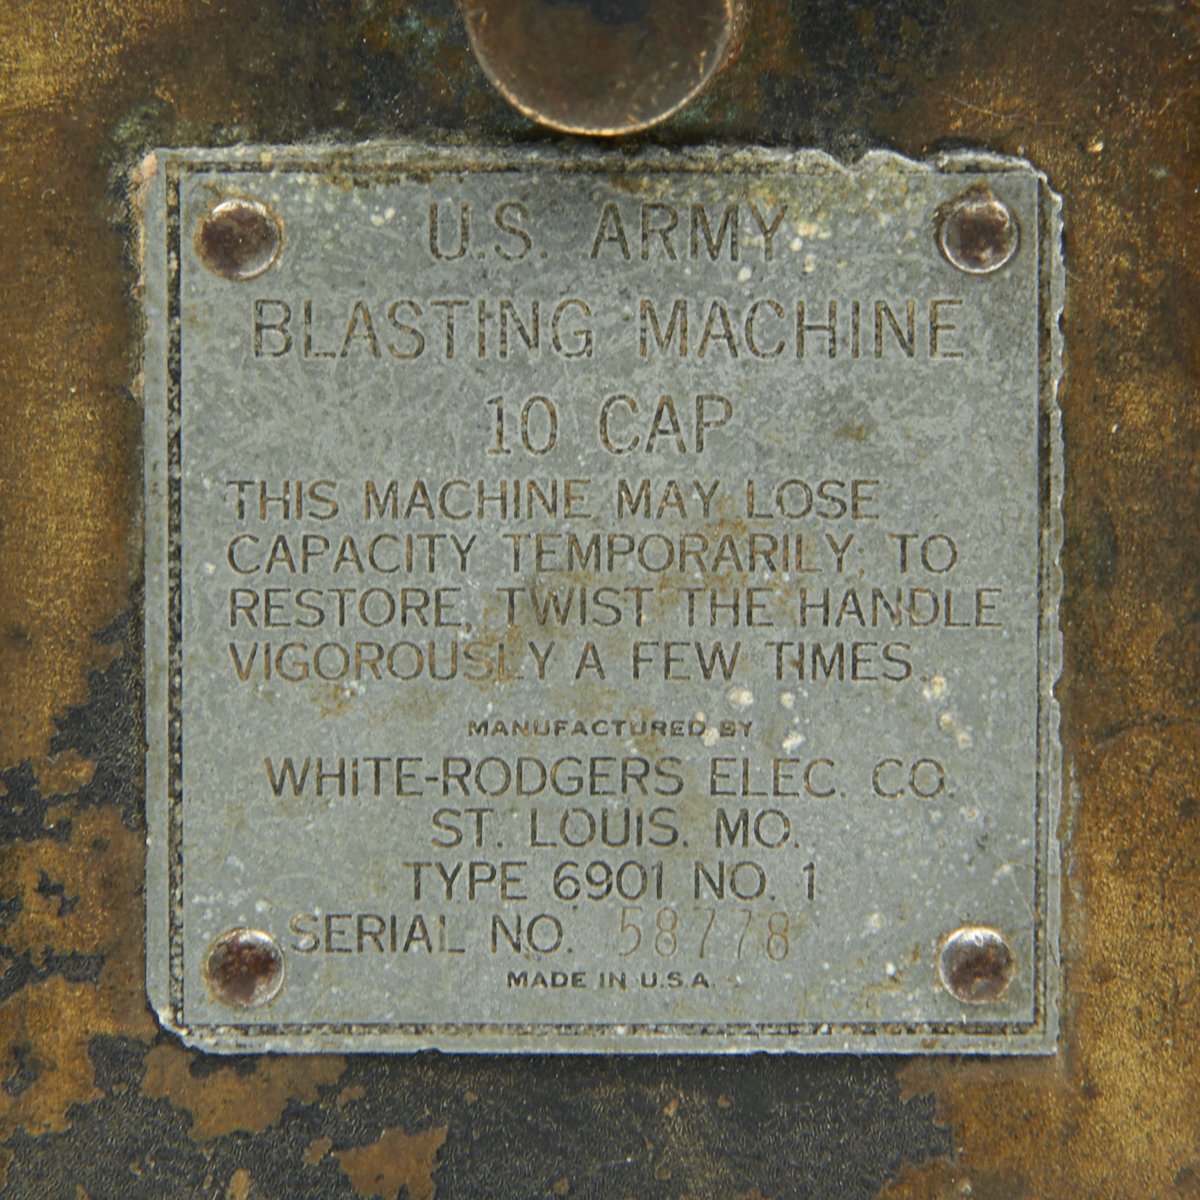 U.S. ARMY
BLASTING MACHINE
10 CAP
THIS MACHINE MAY LOSE
CAPACITY TEMPORARILY; TO
RESTORE, TWIST THE HANDLE
VIGOROUSLY A FEW TIMES.
MANUFACTURED BY
WHITE-RODGERS ELEC. CO.
ST. LOUIS. MO.
TYPE 6901 NO. 1
SERIAL NO. 58778
MADE IN U.S.A.